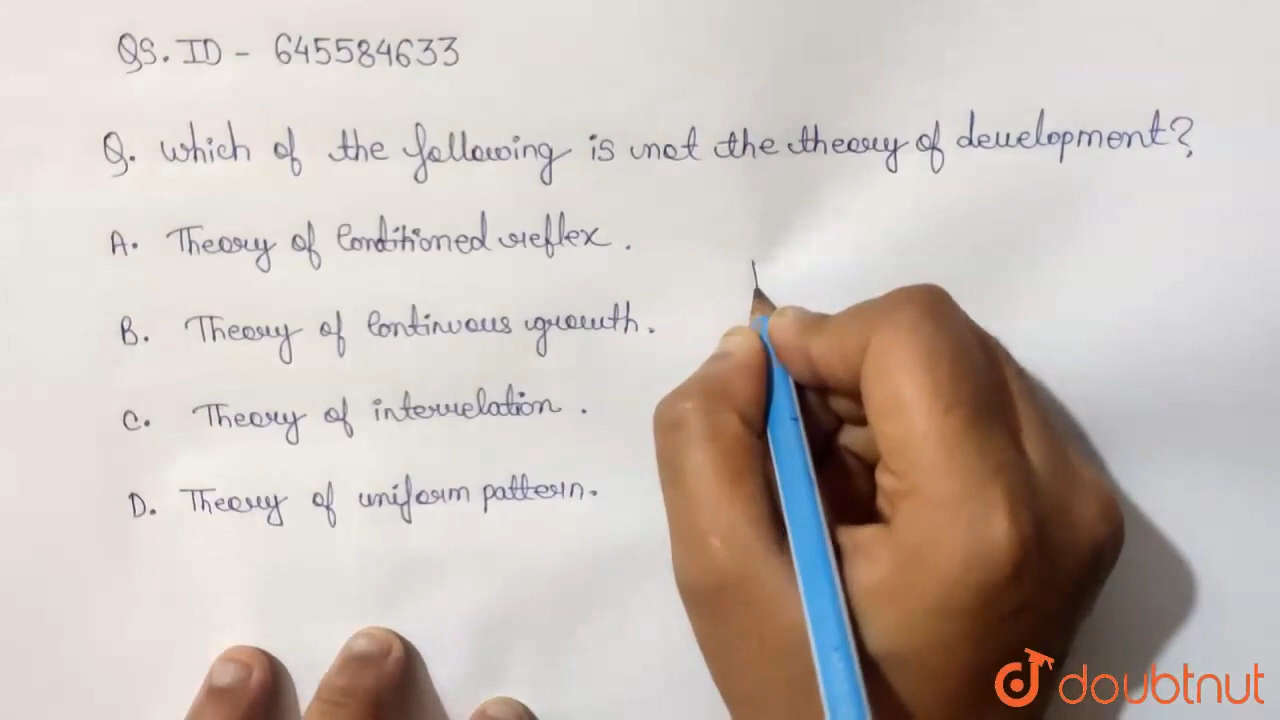 QS. ID - 645584633
Q. Which of the following is not the theory of development?
A. Theory of Conditioned reflex.
B. Theory of Continuous growth.
C. Theory of interrelation.
D. Theory of uniform pattern.
doubtnut